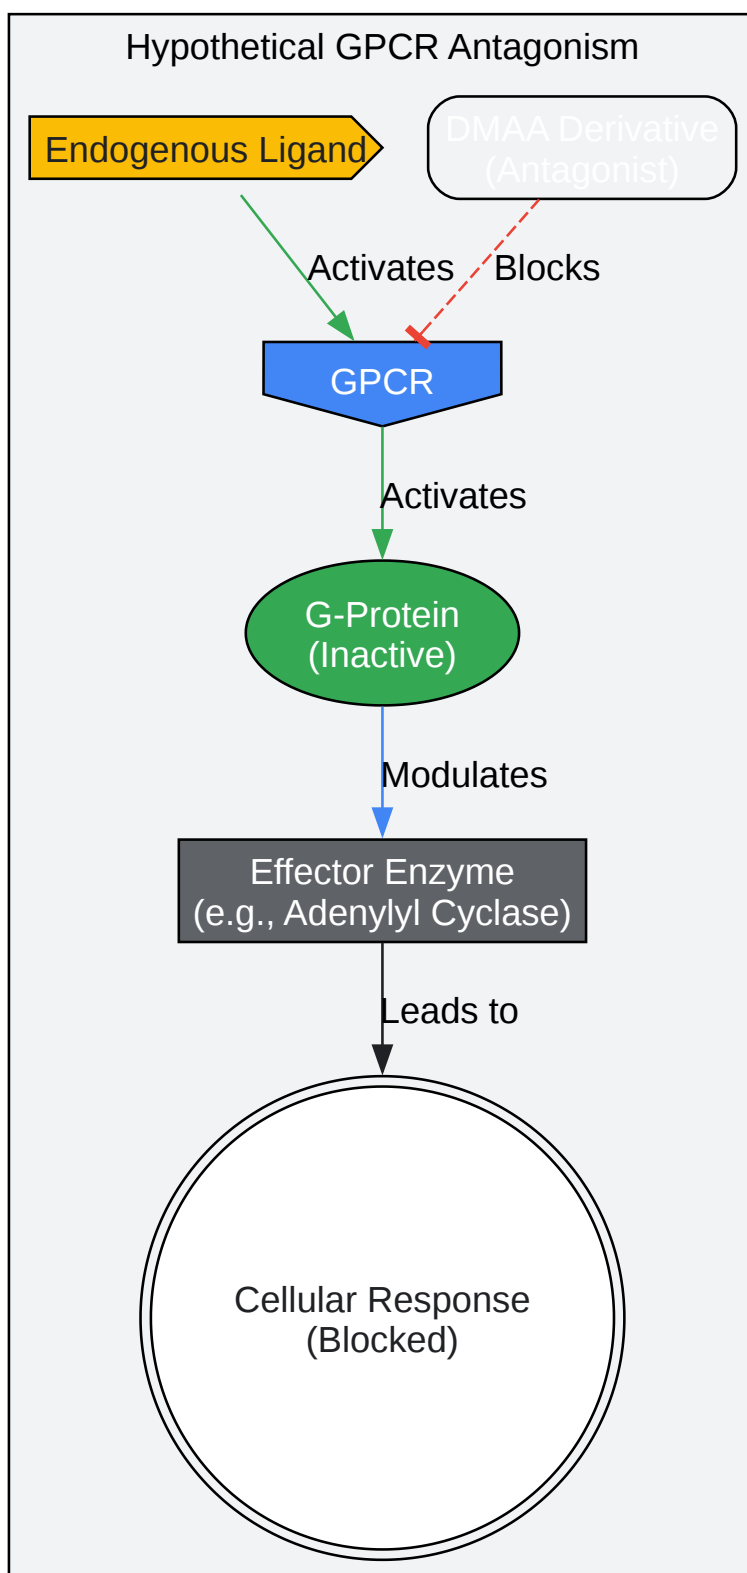 Hypothetical GPCR Antagonism
Endogenous Ligand
DMAA Derivative
(Antagonist)
Activates
Blocks
GPCR
Activates
G-Protein
(Inactive)
Modulates
Effector Enzyme
(e.g., Adenylyl Cyclase)
Leads to
Cellular Response
(Blocked)